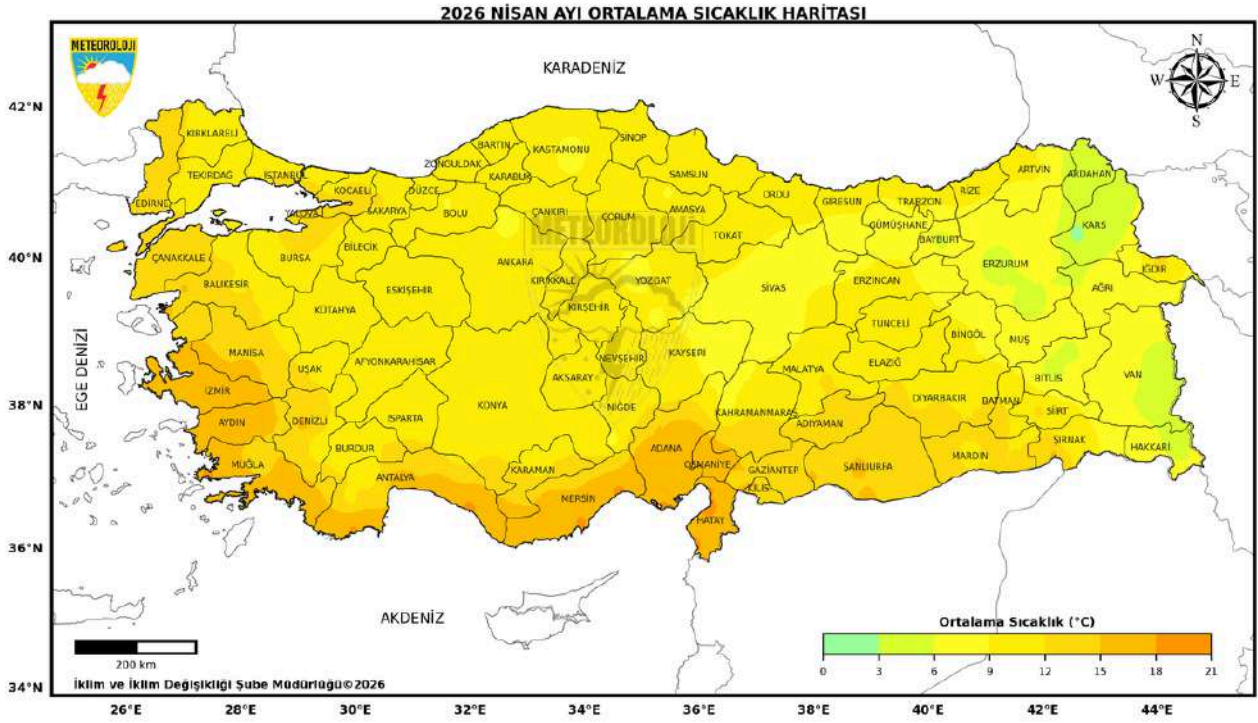 2026 NİSAN AYI ORTALAMA SICAKLIK HARİTASI
METEOROLOJİ
KARADENİZ
N
W E
S
42°N
40°N
38°N
36°N
34°N
EGE DENİZİ
KIRKLARELİ
TEKİRDAĞ
EDİRNE
İSTANBUL
KOCAELİ
YALOVA
SAKARYA
DÜZCE
ZONGULDAK
BARTIN
KARABÜK
KASTAMONU
SİNOP
SAMSUN
ORDU
GİRESUN
TRABZON
RİZE
ARTVİN
ARDAHAN
BOLU
ÇANKIRI
ÇORUM
AMASYA
TOKAT
GÜMÜŞHANE
BAYBURT
KARS
METEOROLOJİ
ÇANAKKALE
BALIKESİR
BURSA
BİLECİK
ESKİŞEHİR
ANKARA
KIRIKKALE
YOZGAT
SİVAS
ERZİNCAN
ERZURUM
AĞRI
IĞDIR
KÜTAHYA
KIRŞEHİR
TUNCELİ
BİNGÖL
MUŞ
MANİSA
UŞAK
AFYONKARAHİSAR
AKSARAY
NEVŞEHİR
KAYSERİ
MALATYA
ELAZIĞ
BİTLİS
VAN
İZMİR
AYDIN
DENİZLİ
ISPARTA
KONYA
NİĞDE
KAHRAMANMARAŞ
ADIYAMAN
DİYARBAKIR
BATMAN
SİİRT
MUĞLA
BURDUR
ANTALYA
KARAMAN
MERSİN
ADANA
OSMANİYE
GAZİANTEP
KİLİS
ŞANLIURFA
MARDİN
ŞIRNAK
HAKKARİ
HATAY
AKDENİZ
200 km
İklim ve İklim Değişikliği Şube Müdürlüğü©2026
Ortalama Sıcaklık (°C)
0 3 6 9 12 15 18 21
26°E 28°E 30°E 32°E 34°E 36°E 38°E 40°E 42°E 44°E